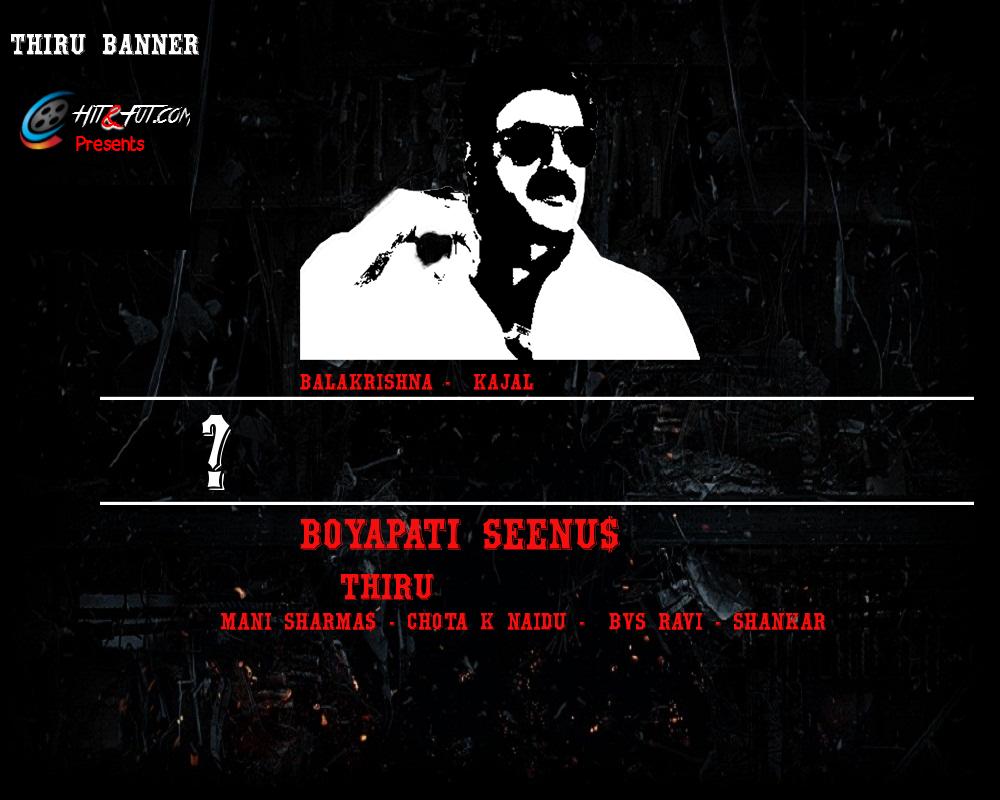 THIRU BANNER
HIT&FUT.COM
Presents
BALAKRISHNA - KAJAL
?
BOYAPATI SEENU$
THIRU
MANI SHARMA$ - CHOTA K NAIDU - BVS RAVI - SHANKAR